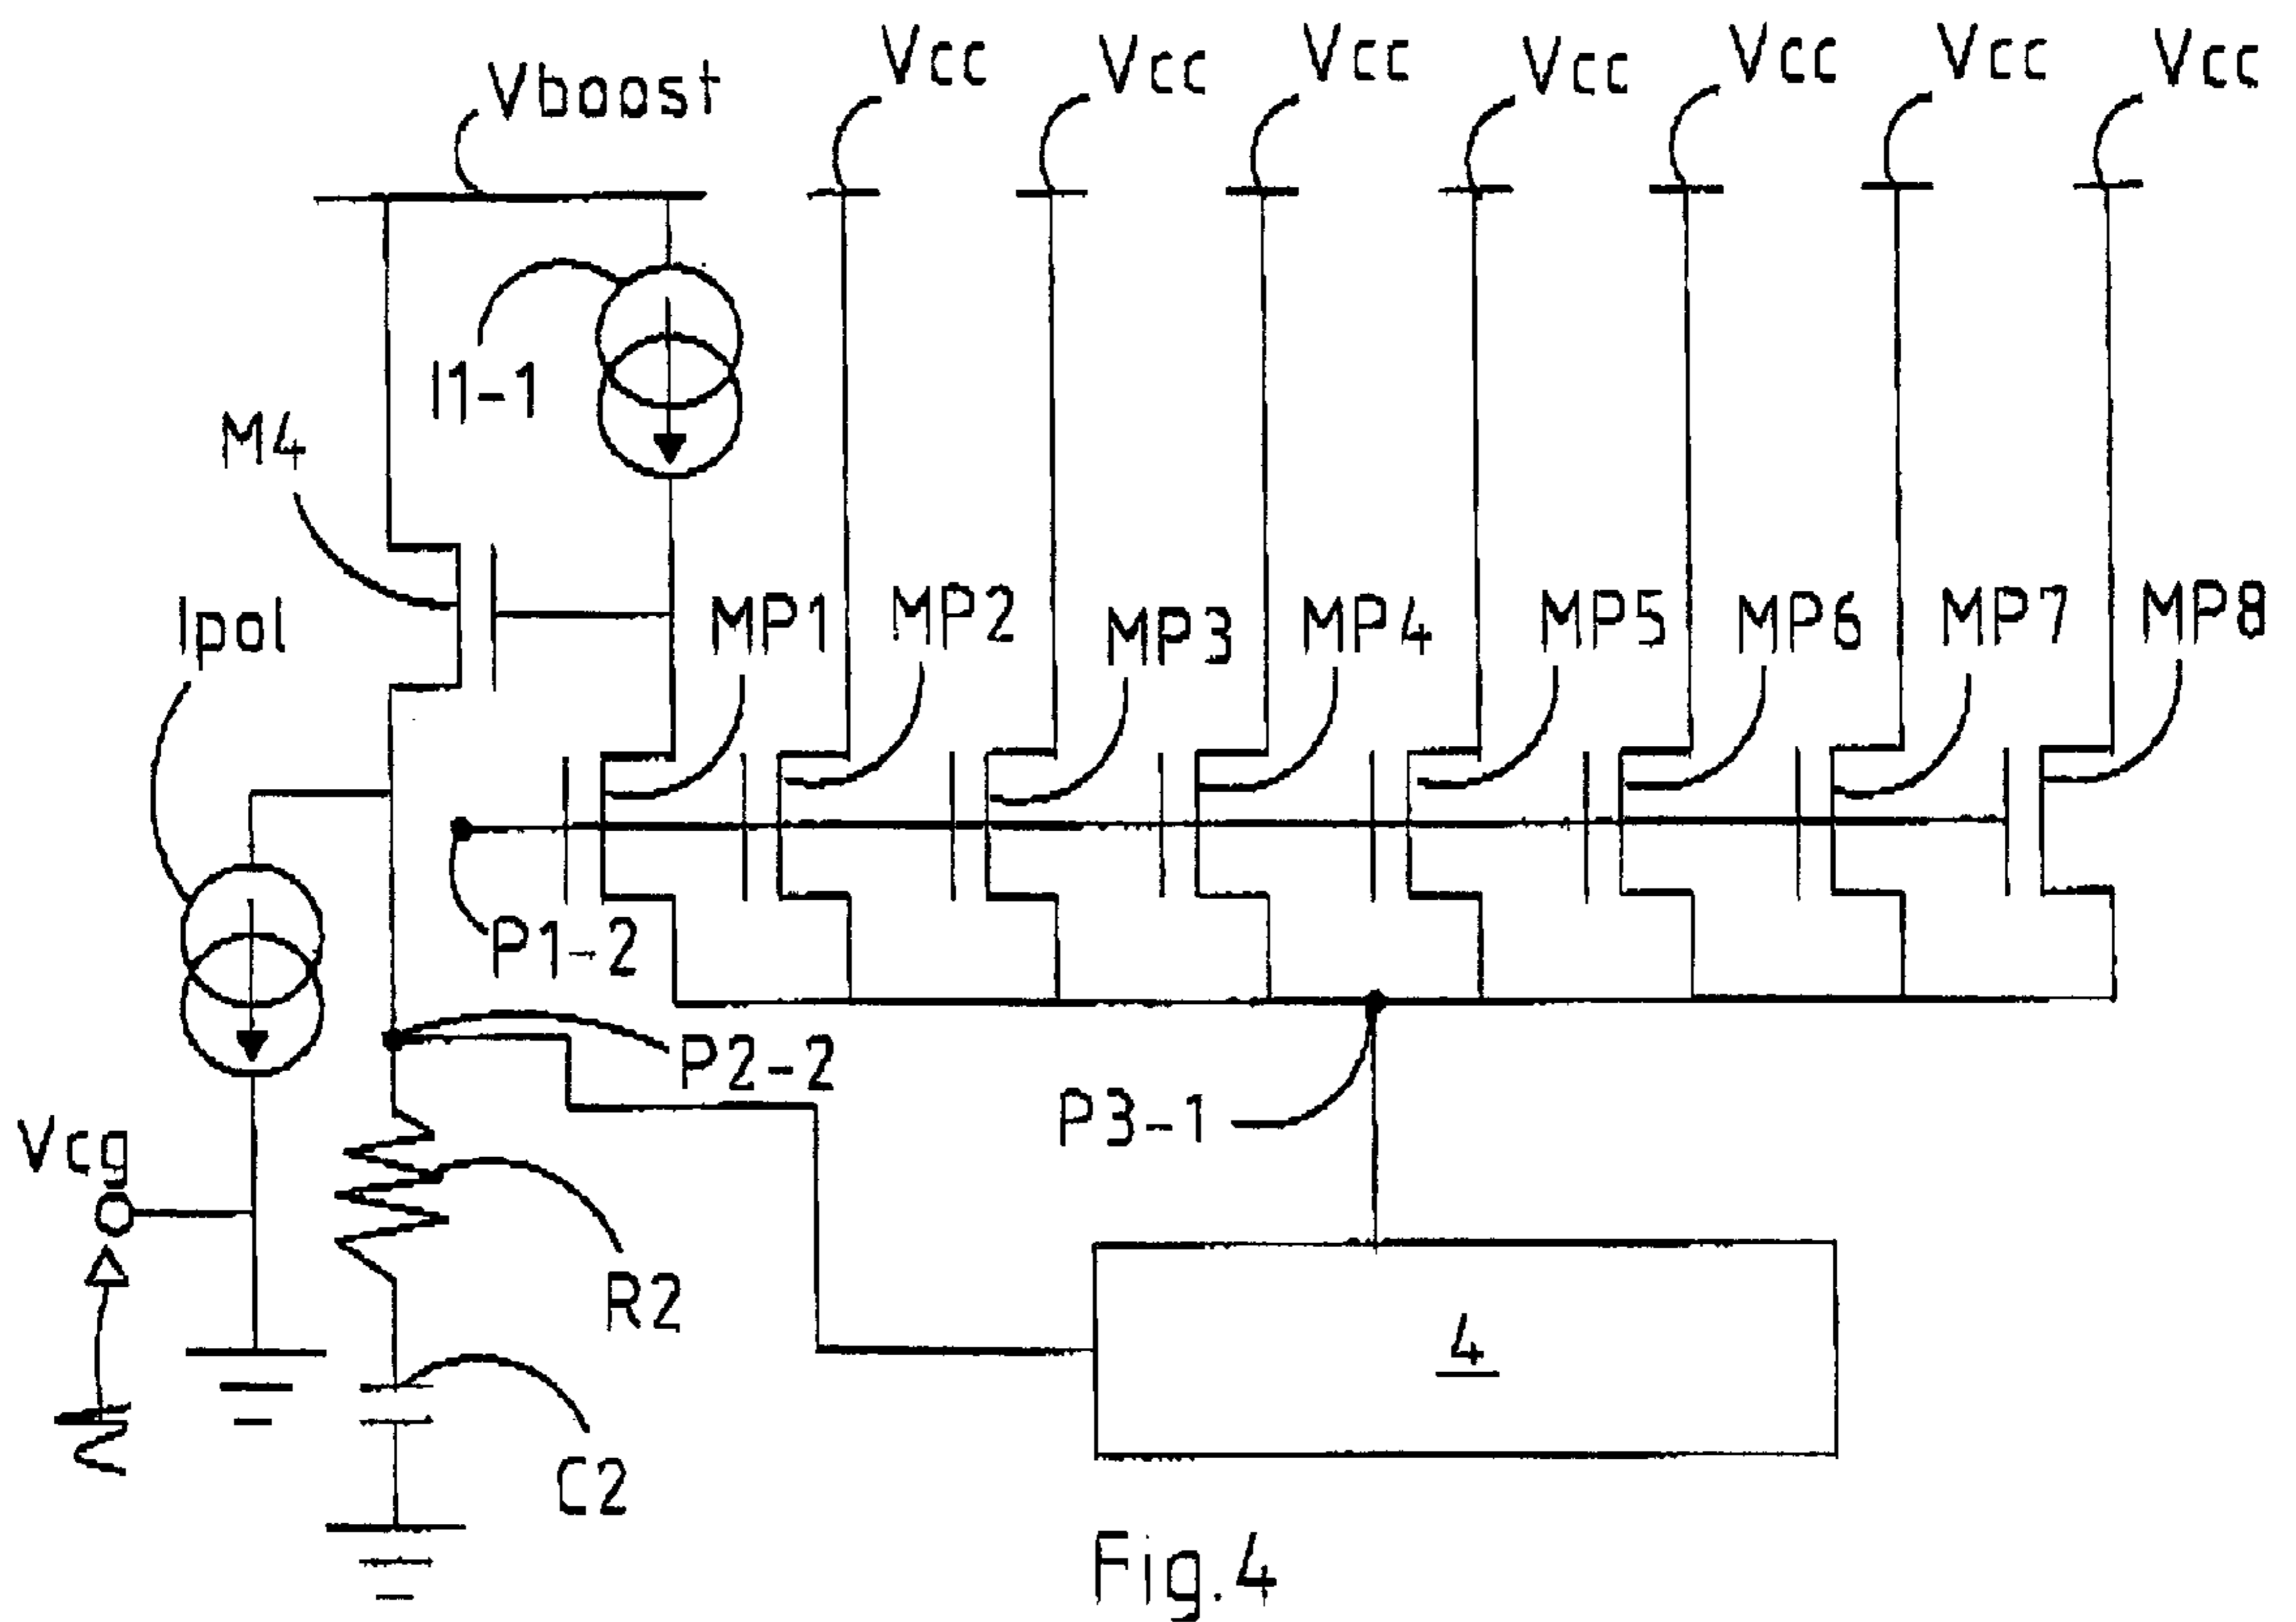 Vboost
Vcc
Vcc
Vcc
Vcc
Vcc
Vcc
Vcc
I1-1
M4
Ipol
MP1
MP2
MP3
MP4
MP5
MP6
MP7
MP8
P1-2
P2-2
P3-1
Vcg
R2
4
C2
Fig.4